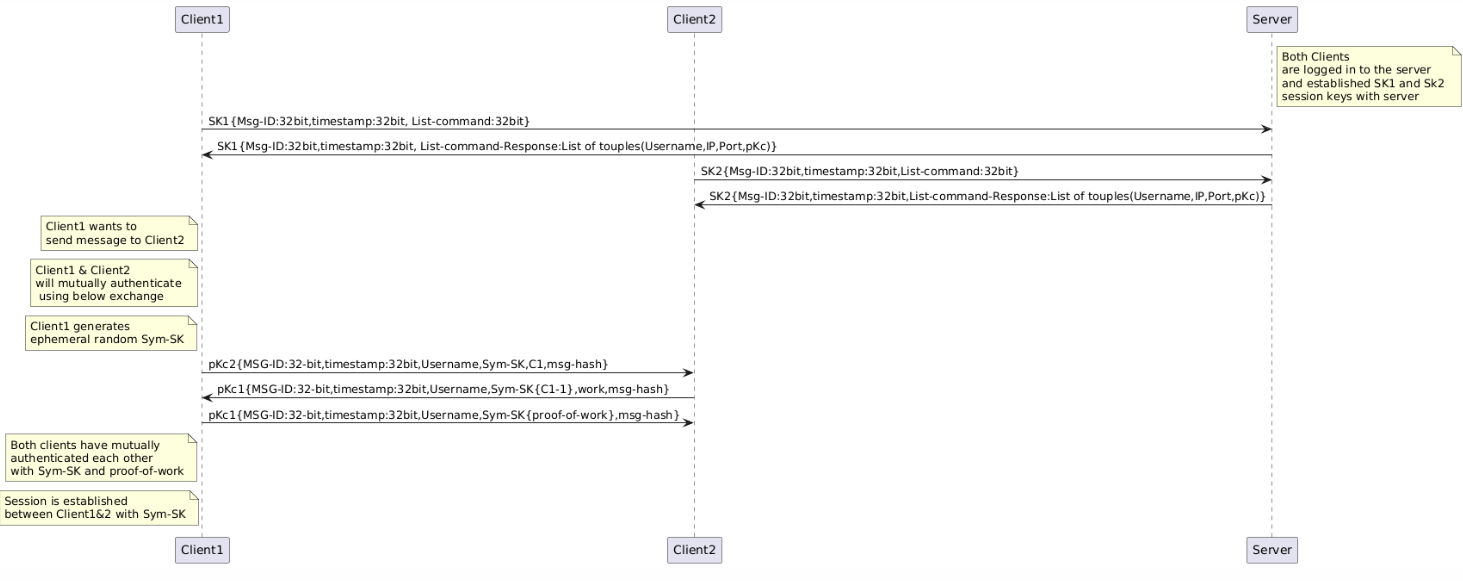 Client1
Client2
Server
Both Clients
are logged in to the server
and established SK1 and Sk2
session keys with server
SK1{Msg-ID:32bit,timestamp:32bit, List-command:32bit}
SK1{Msg-ID:32bit,timestamp:32bit, List-command-Response:List of touples(Username,IP,Port,pKc)}
SK2{Msg-ID:32bit,timestamp:32bit,List-command:32bit}
SK2{Msg-ID:32bit,timestamp:32bit,List-command-Response:List of touples(Username,IP,Port,pKc)}
Client1 wants to
send message to Client2
Client1 & Client2
will mutually authenticate
using below exchange
Client1 generates
ephemeral random Sym-SK
pKc2{MSG-ID:32-bit,timestamp:32bit,Username,Sym-SK,C1,msg-hash}
pKc1{MSG-ID:32-bit,timestamp:32bit,Username,Sym-SK{C1-1},work,msg-hash}
pKc1{MSG-ID:32-bit,timestamp:32bit,Username,Sym-SK{proof-of-work},msg-hash}
Both clients have mutually
authenticated each other
with Sym-SK and proof-of-work
Session is established
between Client1&2 with Sym-SK
Client1
Client2
Server